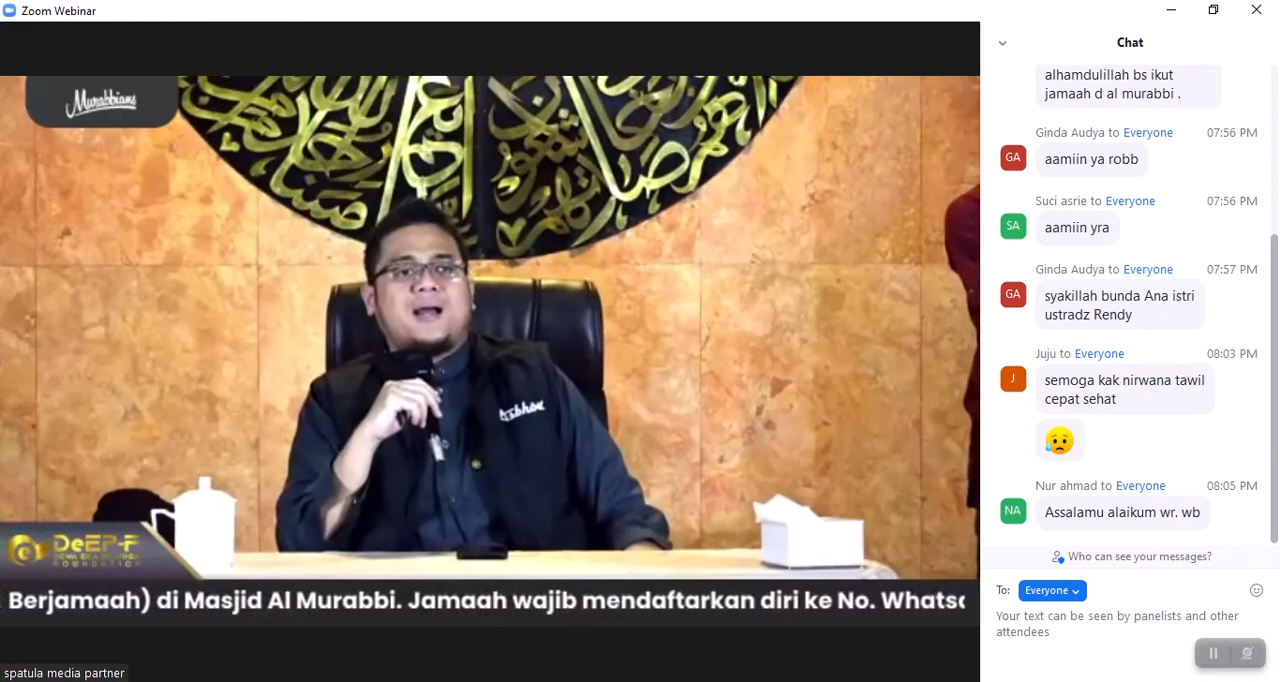 Zoom Webinar
Murabbians
DeEP-F
FOUNDATION
Berjamaah) di Masjid Al Murabbi. Jamaah wajib mendaftarkan diri ke No.
spatula media partner
Chat
alhamdulillah bs ikut
jamaah d al murabbi .
Ginda Audya to Everyone 07:56 PM
GA
aamiin ya robb
Suci asrie to Everyone 07:56 PM
SA
aamiin yra
Ginda Audya to Everyone 07:57 PM
GA
syakillah bunda Ana istri
ustradz Rendy
Juju to Everyone 08:03 PM
J
semoga kak nirwana tawil
cepat sehat
Nur ahmad to Everyone 08:05 PM
NA
Assalamu alaikum wr. wb
Who can see your messages?
To: Everyone
Your text can be seen by panelists and other
attendees